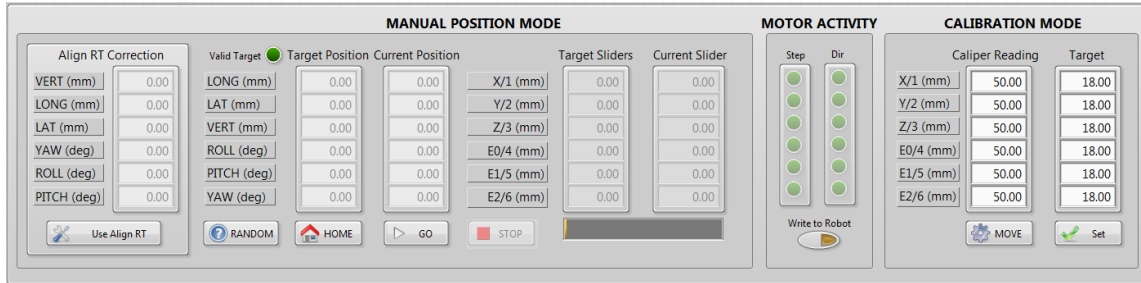 MANUAL POSITION MODE MOTOR ACTIVITY CALIBRATION MODE
Align RT Correction Valid Target Target Position Current Position Target Sliders Current Slider Step Dir Caliper Reading Target
VERT (mm) 0.00 LONG (mm) 0.00 0.00 X/1 (mm) 0.00 0.00 X/1 (mm) 50.00 18.00
LONG (mm) 0.00 LAT (mm) 0.00 0.00 Y/2 (mm) 0.00 0.00 Y/2 (mm) 50.00 18.00
LAT (mm) 0.00 VERT (mm) 0.00 0.00 Z/3 (mm) 0.00 0.00 Z/3 (mm) 50.00 18.00
YAW (deg) 0.00 ROLL (deg) 0.00 0.00 E0/4 (mm) 0.00 0.00 E0/4 (mm) 50.00 18.00
ROLL (deg) 0.00 PITCH (deg) 0.00 0.00 E1/5 (mm) 0.00 0.00 E1/5 (mm) 50.00 18.00
PITCH (deg) 0.00 YAW (deg) 0.00 0.00 E2/6 (mm) 0.00 0.00 E2/6 (mm) 50.00 18.00
Use Align RT RANDOM HOME GO STOP Write to Robot MOVE Set